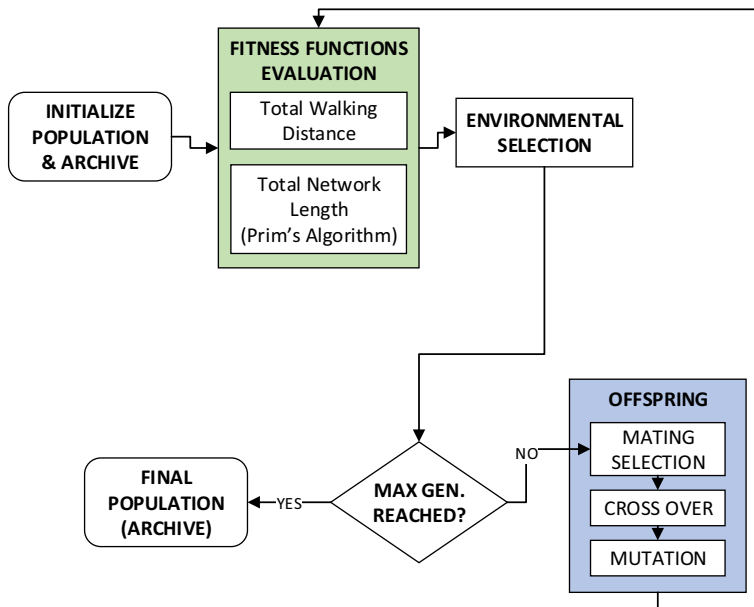 FITNESS FUNCTIONS
EVALUATION
Total Walking
Distance
Total Network
Length
(Prim's Algorithm)
INITIALIZE
POPULATION
& ARCHIVE
ENVIRONMENTAL
SELECTION
MAX GEN.
REACHED?
YES
NO
FINAL
POPULATION
(ARCHIVE)
OFFSPRING
MATING
SELECTION
CROSS OVER
MUTATION